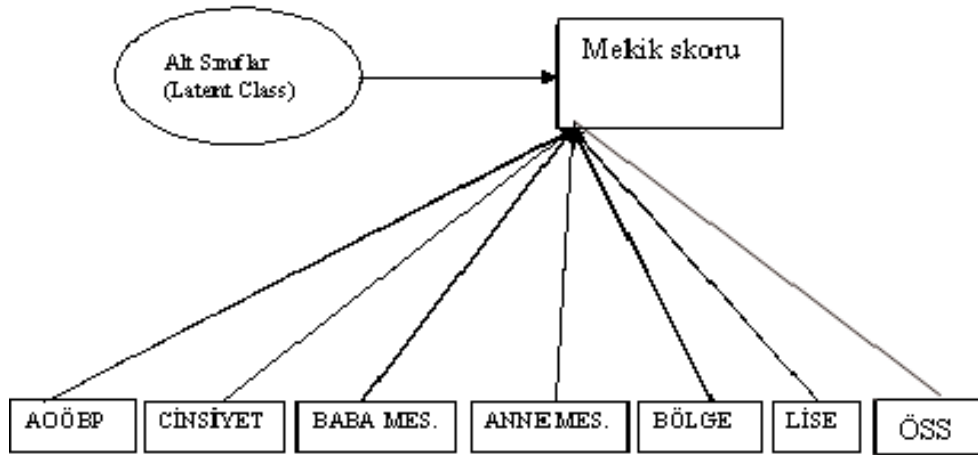 Alt Sınıflar
(Latent Class)
Mekik skoru
AOÖBP
CİNSİYET
BABA MES.
ANNE MES.
BÖLGE
LİSE
ÖSS